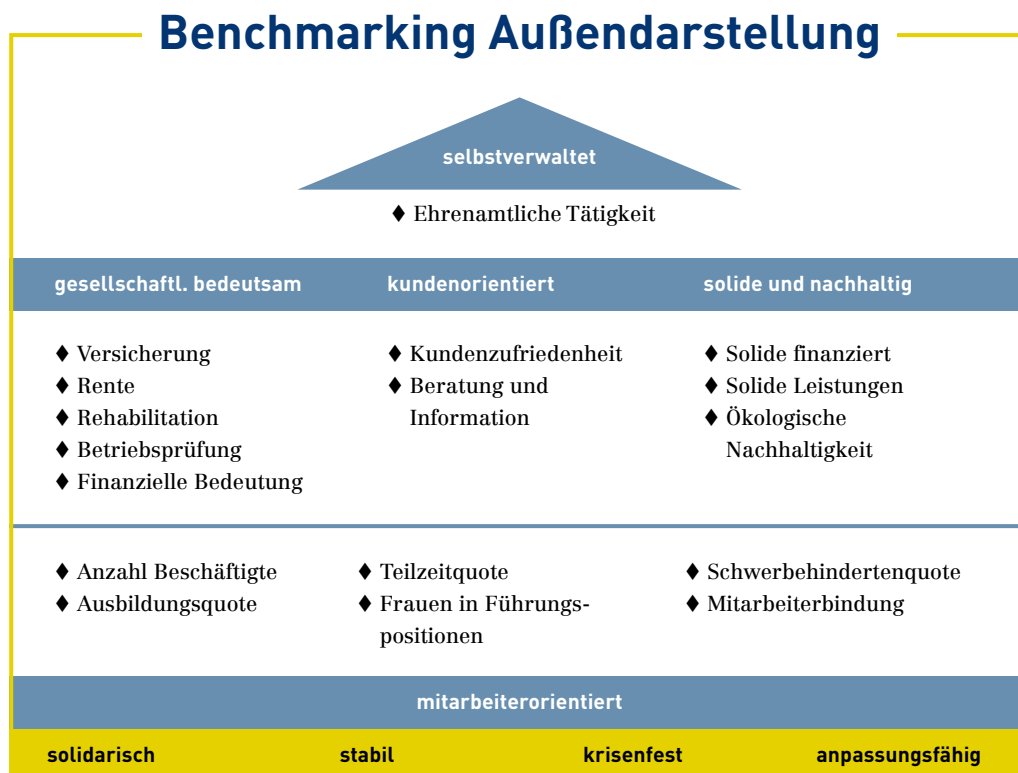 Benchmarking Außendarstellung
selbstverwaltet
♦ Ehrenamtliche Tätigkeit
gesellschaftl. bedeutsam
♦ Versicherung
♦ Rente
♦ Rehabilitation
♦ Betriebsprüfung
♦ Finanzielle Bedeutung
kundenorientiert
♦ Kundenzufriedenheit
♦ Beratung und
Information
solide und nachhaltig
♦ Solide finanziert
♦ Solide Leistungen
♦ Ökologische
Nachhaltigkeit
♦ Anzahl Beschäftigte
♦ Ausbildungsquote
♦ Teilzeitquote
♦ Frauen in Führungs-
positionen
♦ Schwerbehindertenquote
♦ Mitarbeiterbindung
mitarbeiterorientiert
solidarisch stabil krisenfest anpassungsfähig